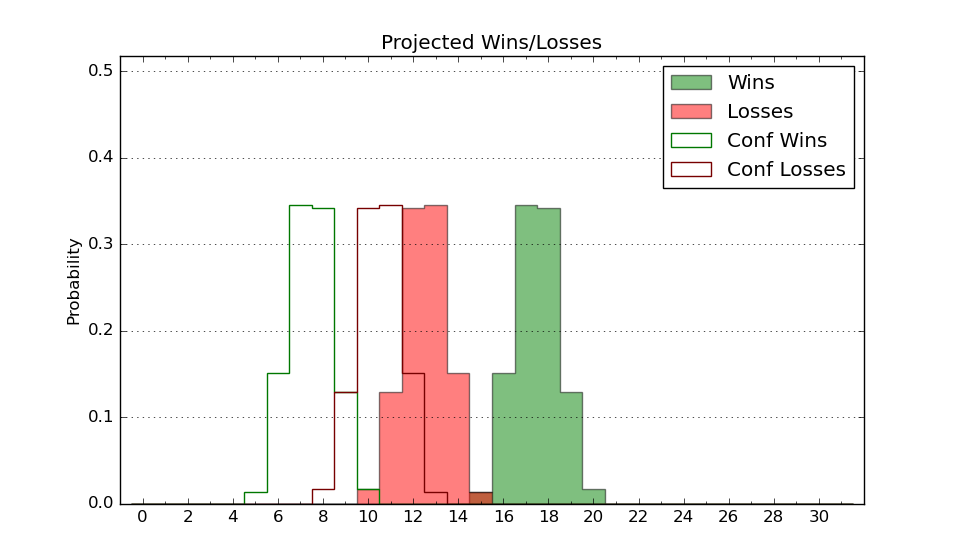 Projected Wins/Losses
0.5
0.4
0.3
0.2
0.1
0.0
Probability
Wins
Losses
Conf Wins
Conf Losses
0 2 4 6 8 10 12 14 16 18 20 22 24 26 28 30